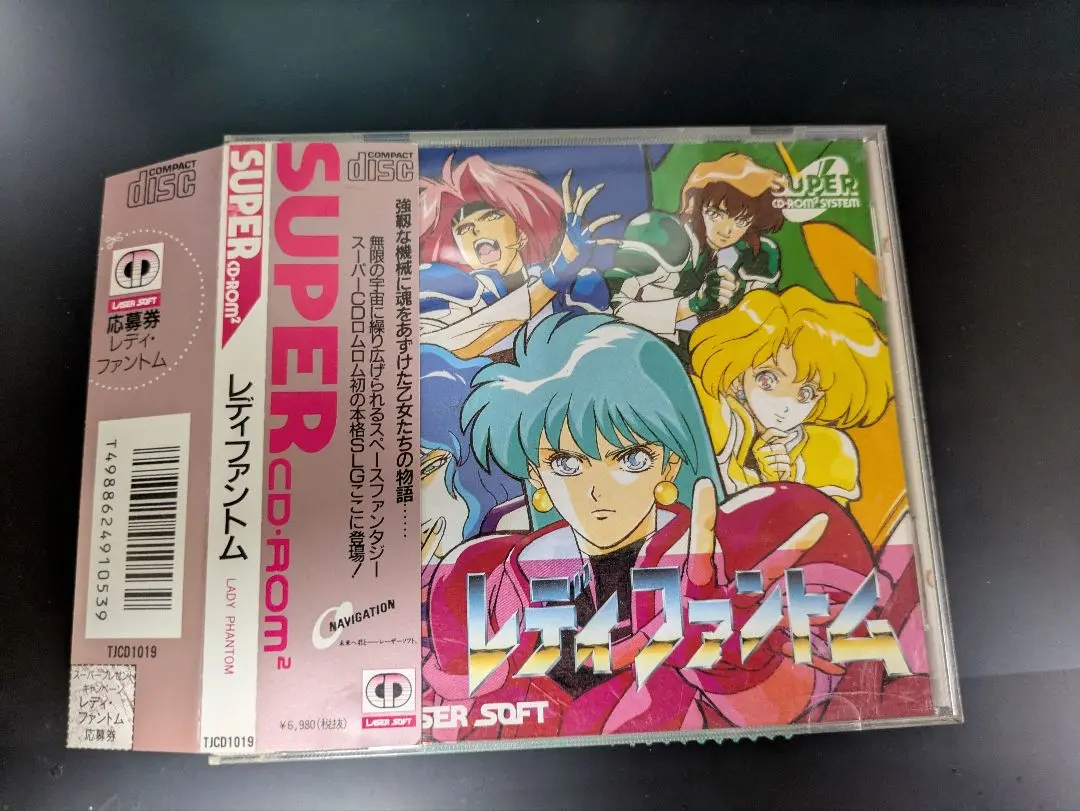 COMPACT
disc
LASER SOFT
応募券
レディ・
ファントム
T4988624910539
TJCD1019
スーパープレゼント
キャンペーン
レディ・
ファントム
応募券
SUPER CD-ROM²
レディファントム
LADY PHANTOM
TJCD1019
SUPER CD-ROM²
COMPACT
disc
強靱な機械に魂をあずけた乙女たちの物語……
無限の宇宙に繰り広げられるスペースファンタジー
スーパーCDロムロム初の本格SLGここに登場!
NAVIGATION
未来へ君と──レーザーソフト
¥6,980(税抜)
LASER SOFT
SUPER
CD-ROM² SYSTEM
レディファントム
SER SOFT